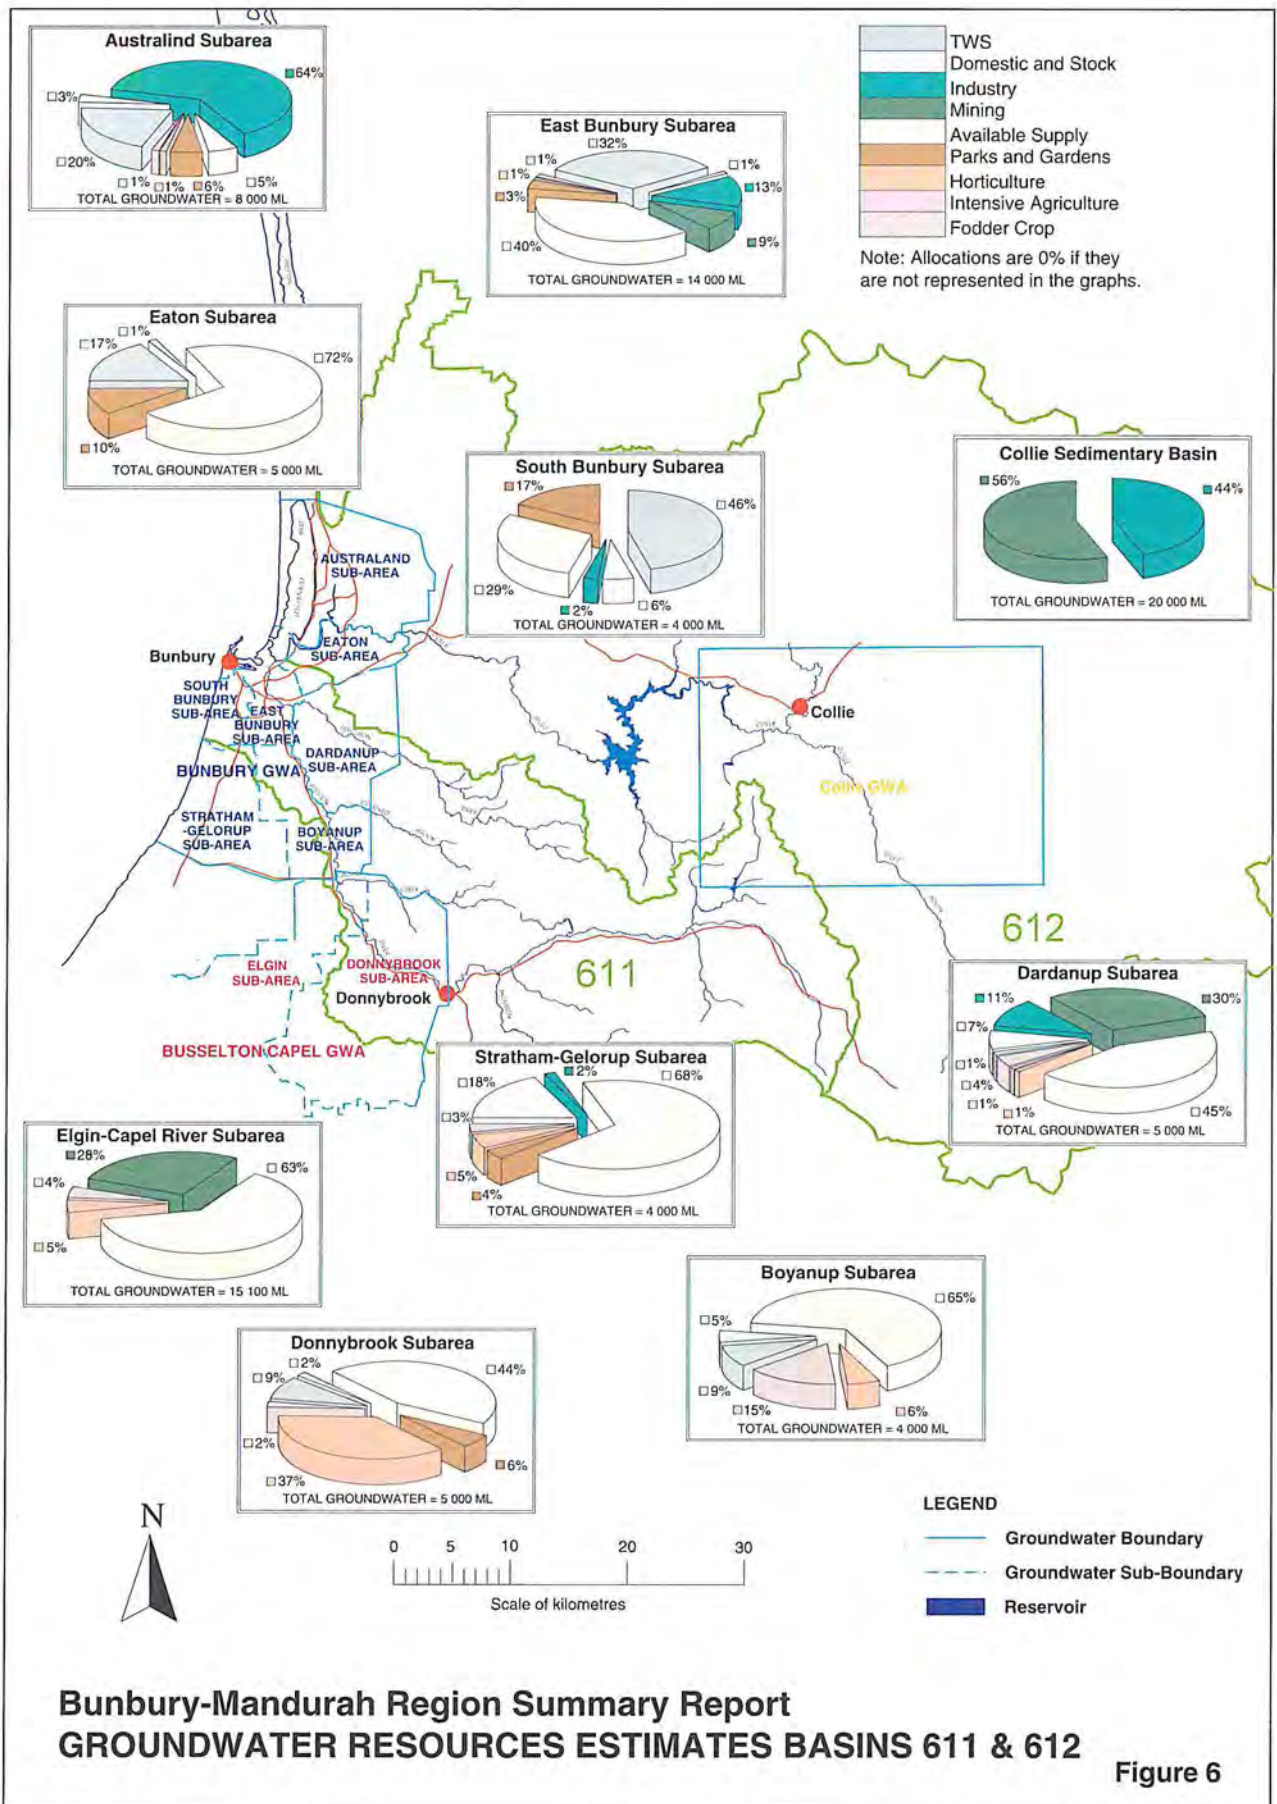 Australind Subarea
64%
3%
20%
1%
1%
6%
5%
TOTAL GROUNDWATER = 8 000 ML
TWS
Domestic and Stock
Industry
Mining
Available Supply
Parks and Gardens
Horticulture
Intensive Agriculture
Fodder Crop
Note: Allocations are 0% if they
are not represented in the graphs.
East Bunbury Subarea
32%
1%
1%
1%
13%
3%
40%
9%
TOTAL GROUNDWATER = 14 000 ML
Eaton Subarea
1%
17%
72%
10%
TOTAL GROUNDWATER = 5 000 ML
South Bunbury Subarea
17%
46%
29%
2%
6%
TOTAL GROUNDWATER = 4 000 ML
Collie Sedimentary Basin
56%
44%
TOTAL GROUNDWATER = 20 000 ML
AUSTRALAND
SUB-AREA
EATON
SUB-AREA
Bunbury
SOUTH
BUNBURY
SUB-AREA
EAST
BUNBURY
SUB-AREA
DARDANUP
SUB-AREA
BUNBURY GWA
STRATHAM
-GELORUP
SUB-AREA
BOYANUP
SUB-AREA
Collie
Collie GWA
612
611
ELGIN
SUB-AREA
DONNYBROOK
SUB-AREA
Donnybrook
BUSSELTON CAPEL GWA
Dardanup Subarea
11%
30%
7%
1%
4%
1%
1%
45%
TOTAL GROUNDWATER = 5 000 ML
Stratham-Gelorup Subarea
2%
18%
68%
3%
5%
4%
TOTAL GROUNDWATER = 4 000 ML
Elgin-Capel River Subarea
28%
63%
4%
5%
TOTAL GROUNDWATER = 15 100 ML
Boyanup Subarea
65%
5%
9%
15%
6%
TOTAL GROUNDWATER = 4 000 ML
Donnybrook Subarea
2%
44%
9%
2%
37%
6%
TOTAL GROUNDWATER = 5 000 ML
N
0 5 10 20 30
Scale of kilometres
LEGEND
Groundwater Boundary
Groundwater Sub-Boundary
Reservoir
Bunbury-Mandurah Region Summary Report
GROUNDWATER RESOURCES ESTIMATES BASINS 611 & 612
Figure 6